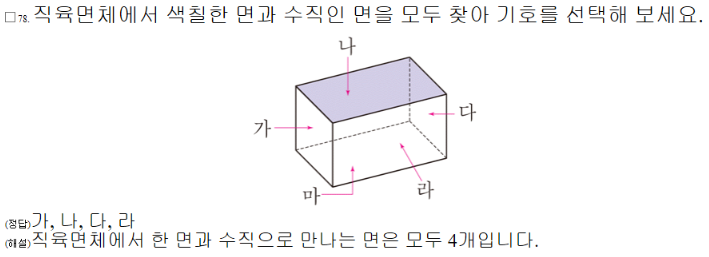 □78. 직육면체에서 색칠한 면과 수직인 면을 모두 찾아 기호를 선택해 보세요.
나
다
가
라
마
(정답)가, 나, 다, 라
(해설)직육면체에서 한 면과 수직으로 만나는 면은 모두 4개입니다.